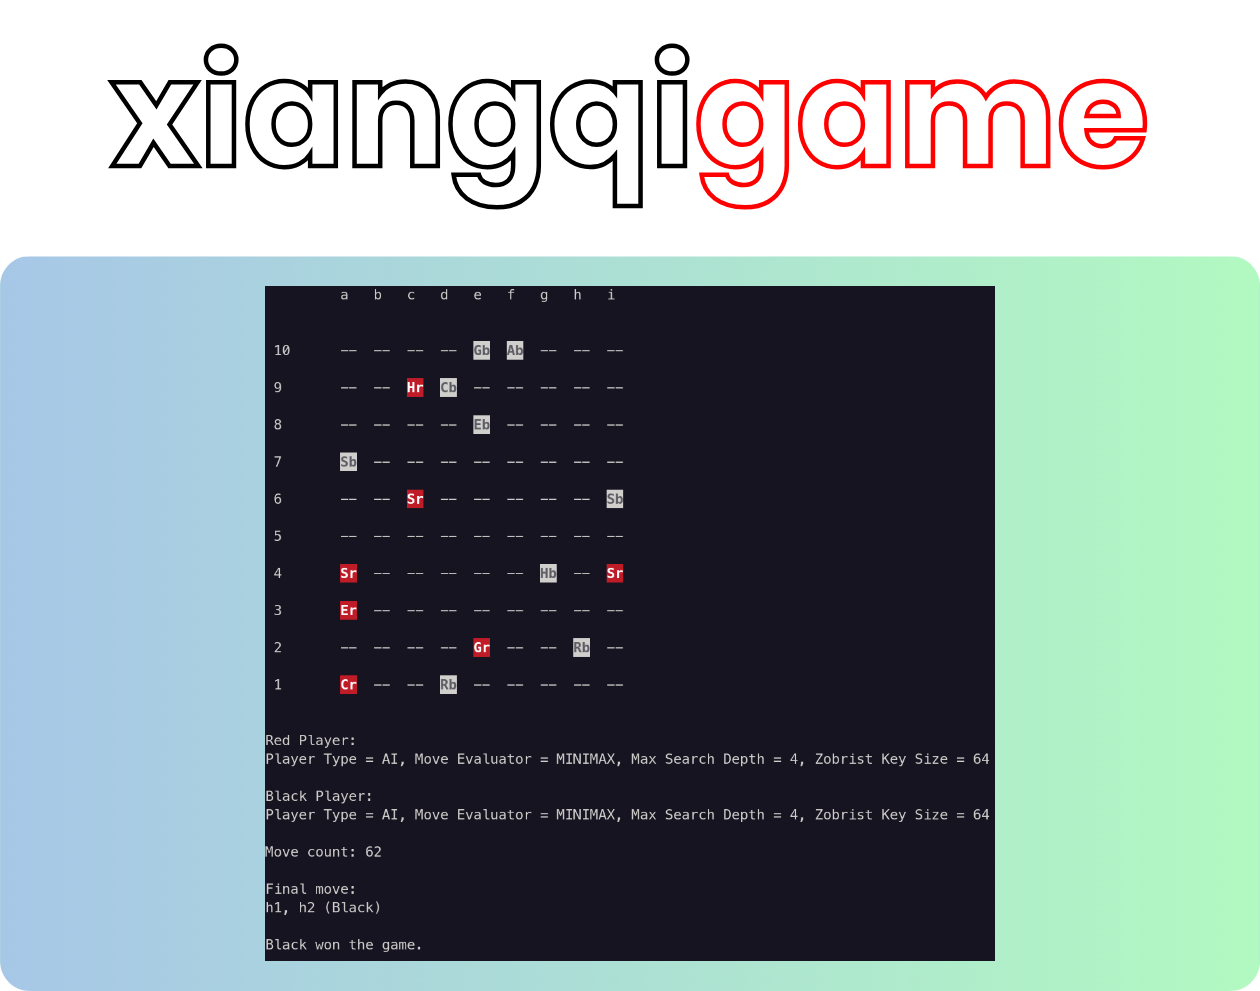 xiangqigame
a b c d e f g h i
10 —— —— —— —— Gb Ab —— —— ——
9 —— —— Hr Cb —— —— —— —— ——
8 —— —— —— —— Eb —— —— —— ——
7 Sb —— —— —— —— —— —— —— ——
6 —— —— Sr —— —— —— —— —— Sb
5 —— —— —— —— —— —— —— —— ——
4 Sr —— —— —— —— —— Hb —— Sr
3 Er —— —— —— —— —— —— —— ——
2 —— —— —— —— Gr —— —— Rb ——
1 Cr —— —— Rb —— —— —— —— ——
Red Player:
Player Type = AI, Move Evaluator = MINIMAX, Max Search Depth = 4, Zobrist Key Size = 64
Black Player:
Player Type = AI, Move Evaluator = MINIMAX, Max Search Depth = 4, Zobrist Key Size = 64
Move count: 62
Final move:
h1, h2 (Black)
Black won the game.